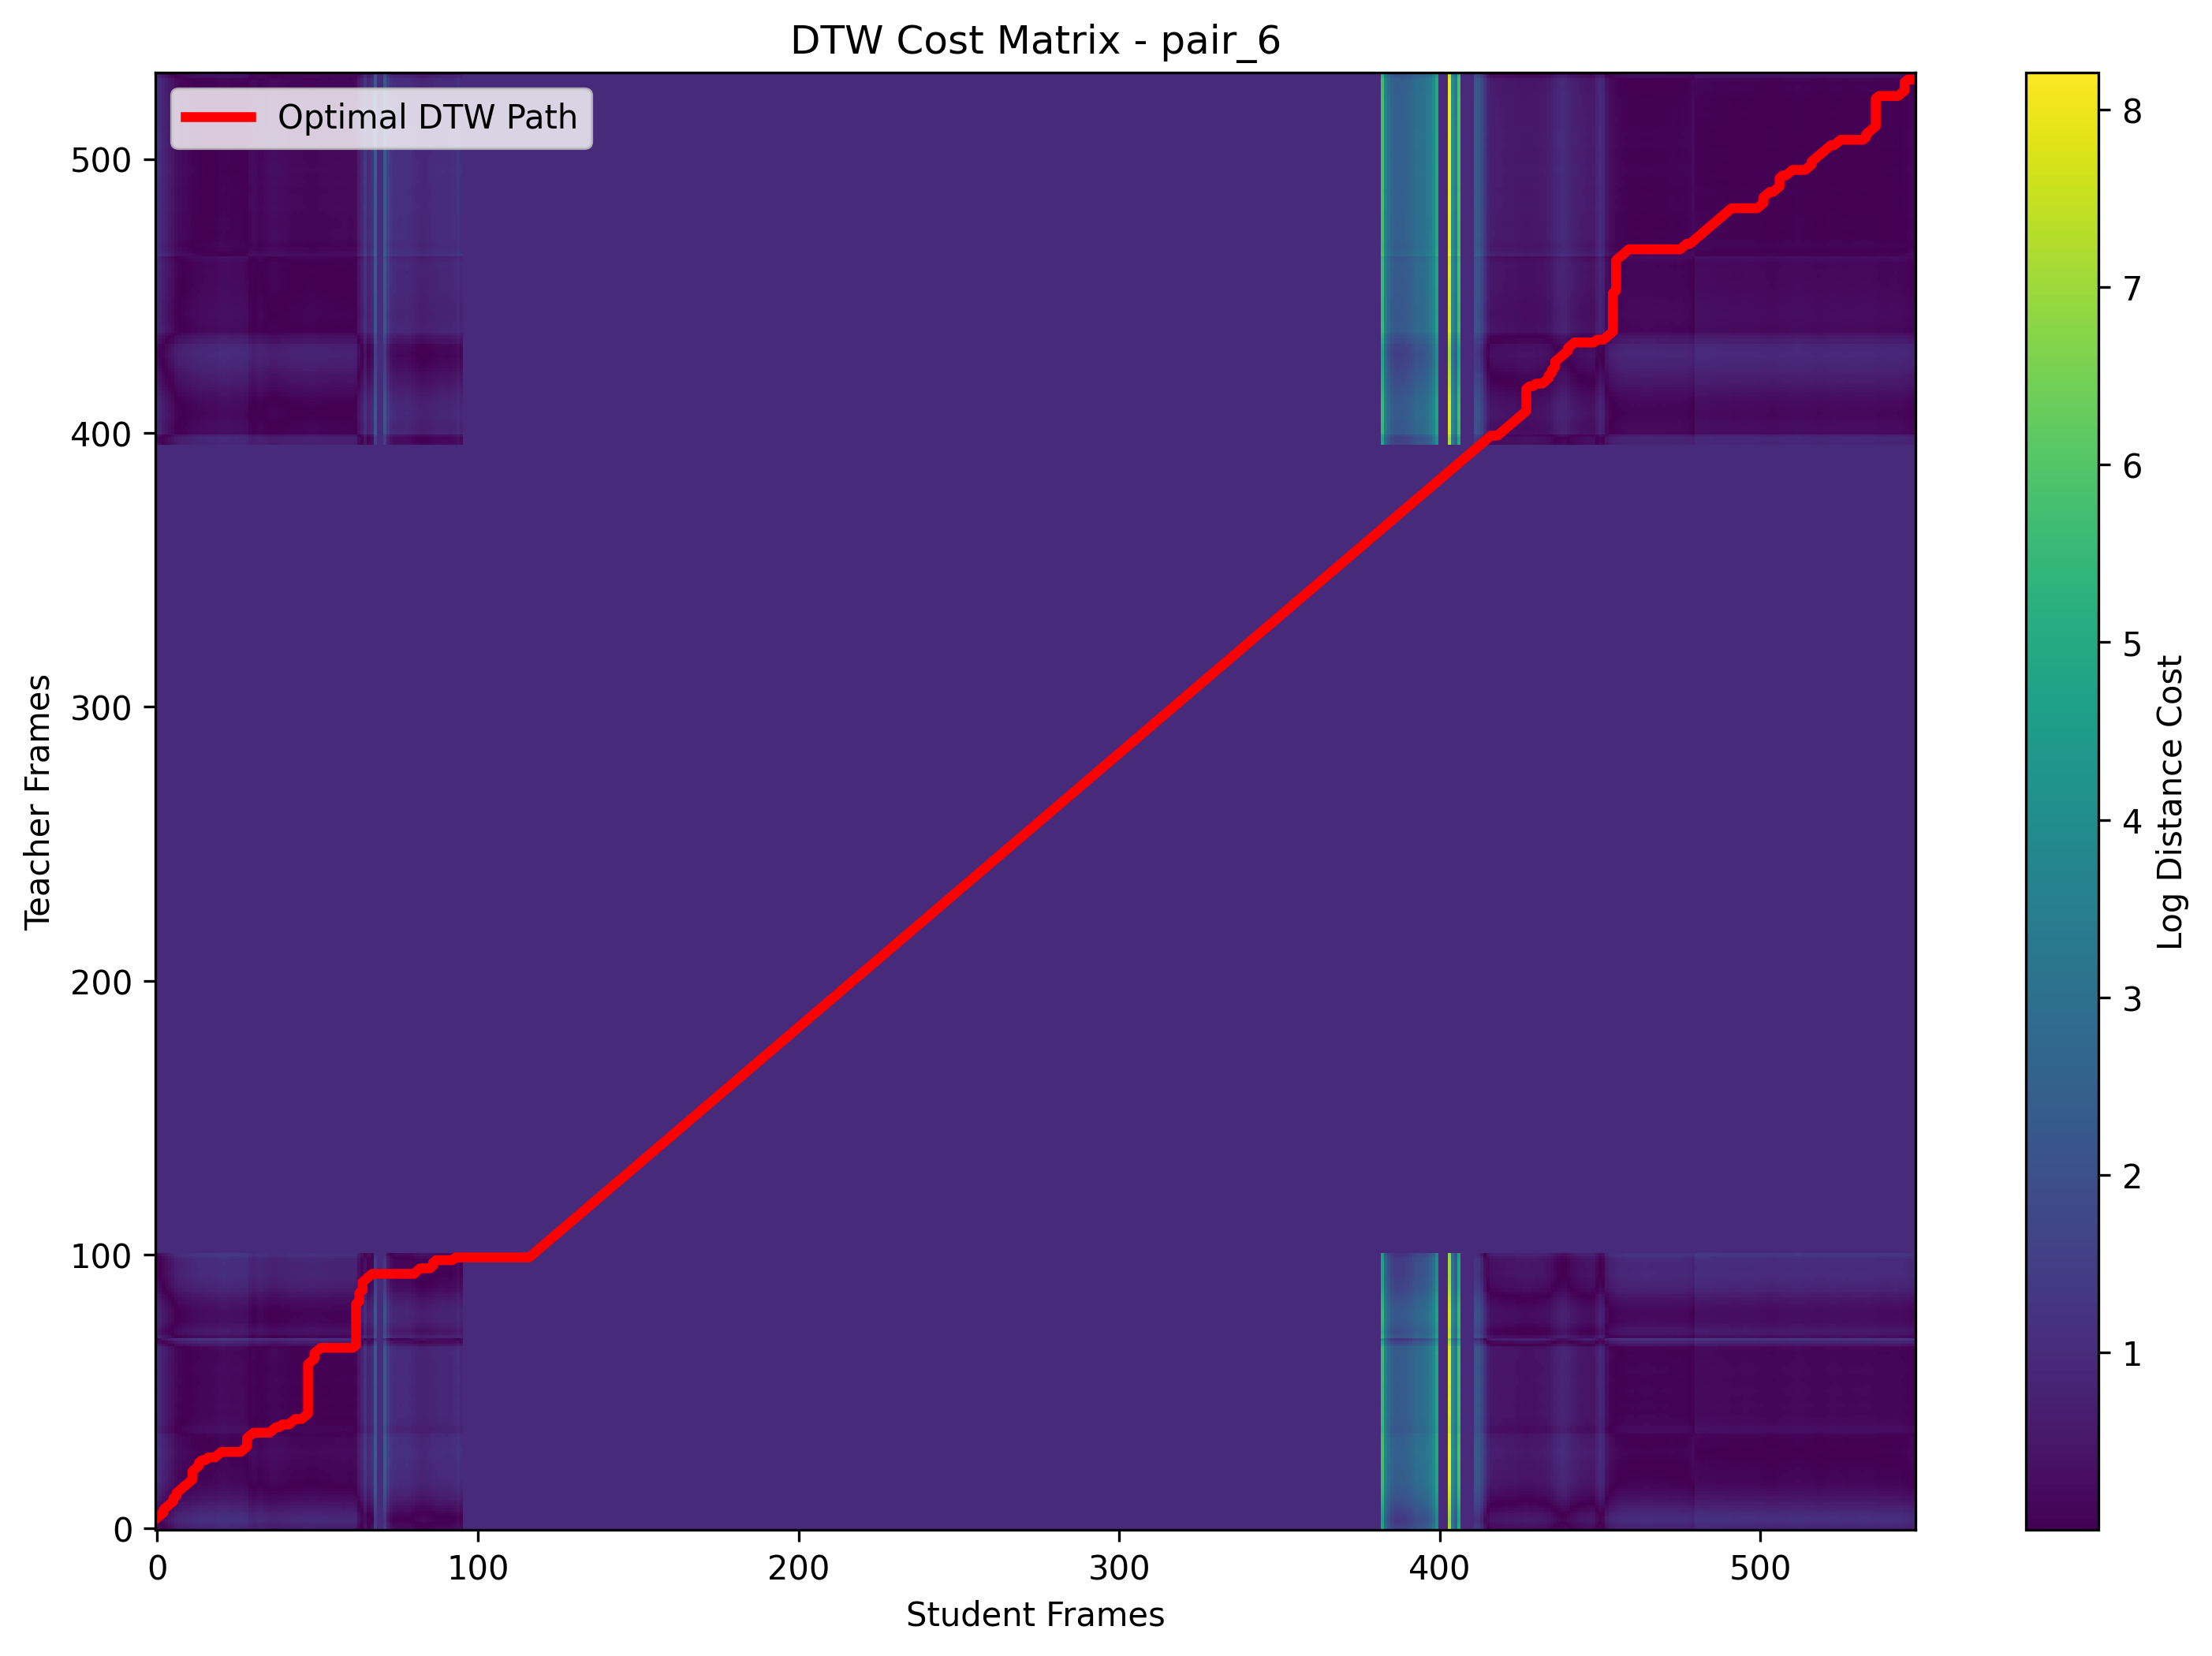 DTW Cost Matrix - pair_6
Optimal DTW Path
500
400
300
200
100
0
Teacher Frames
0 100 200 300 400 500
Student Frames
8
7
6
5
4
3
2
1
Log Distance Cost